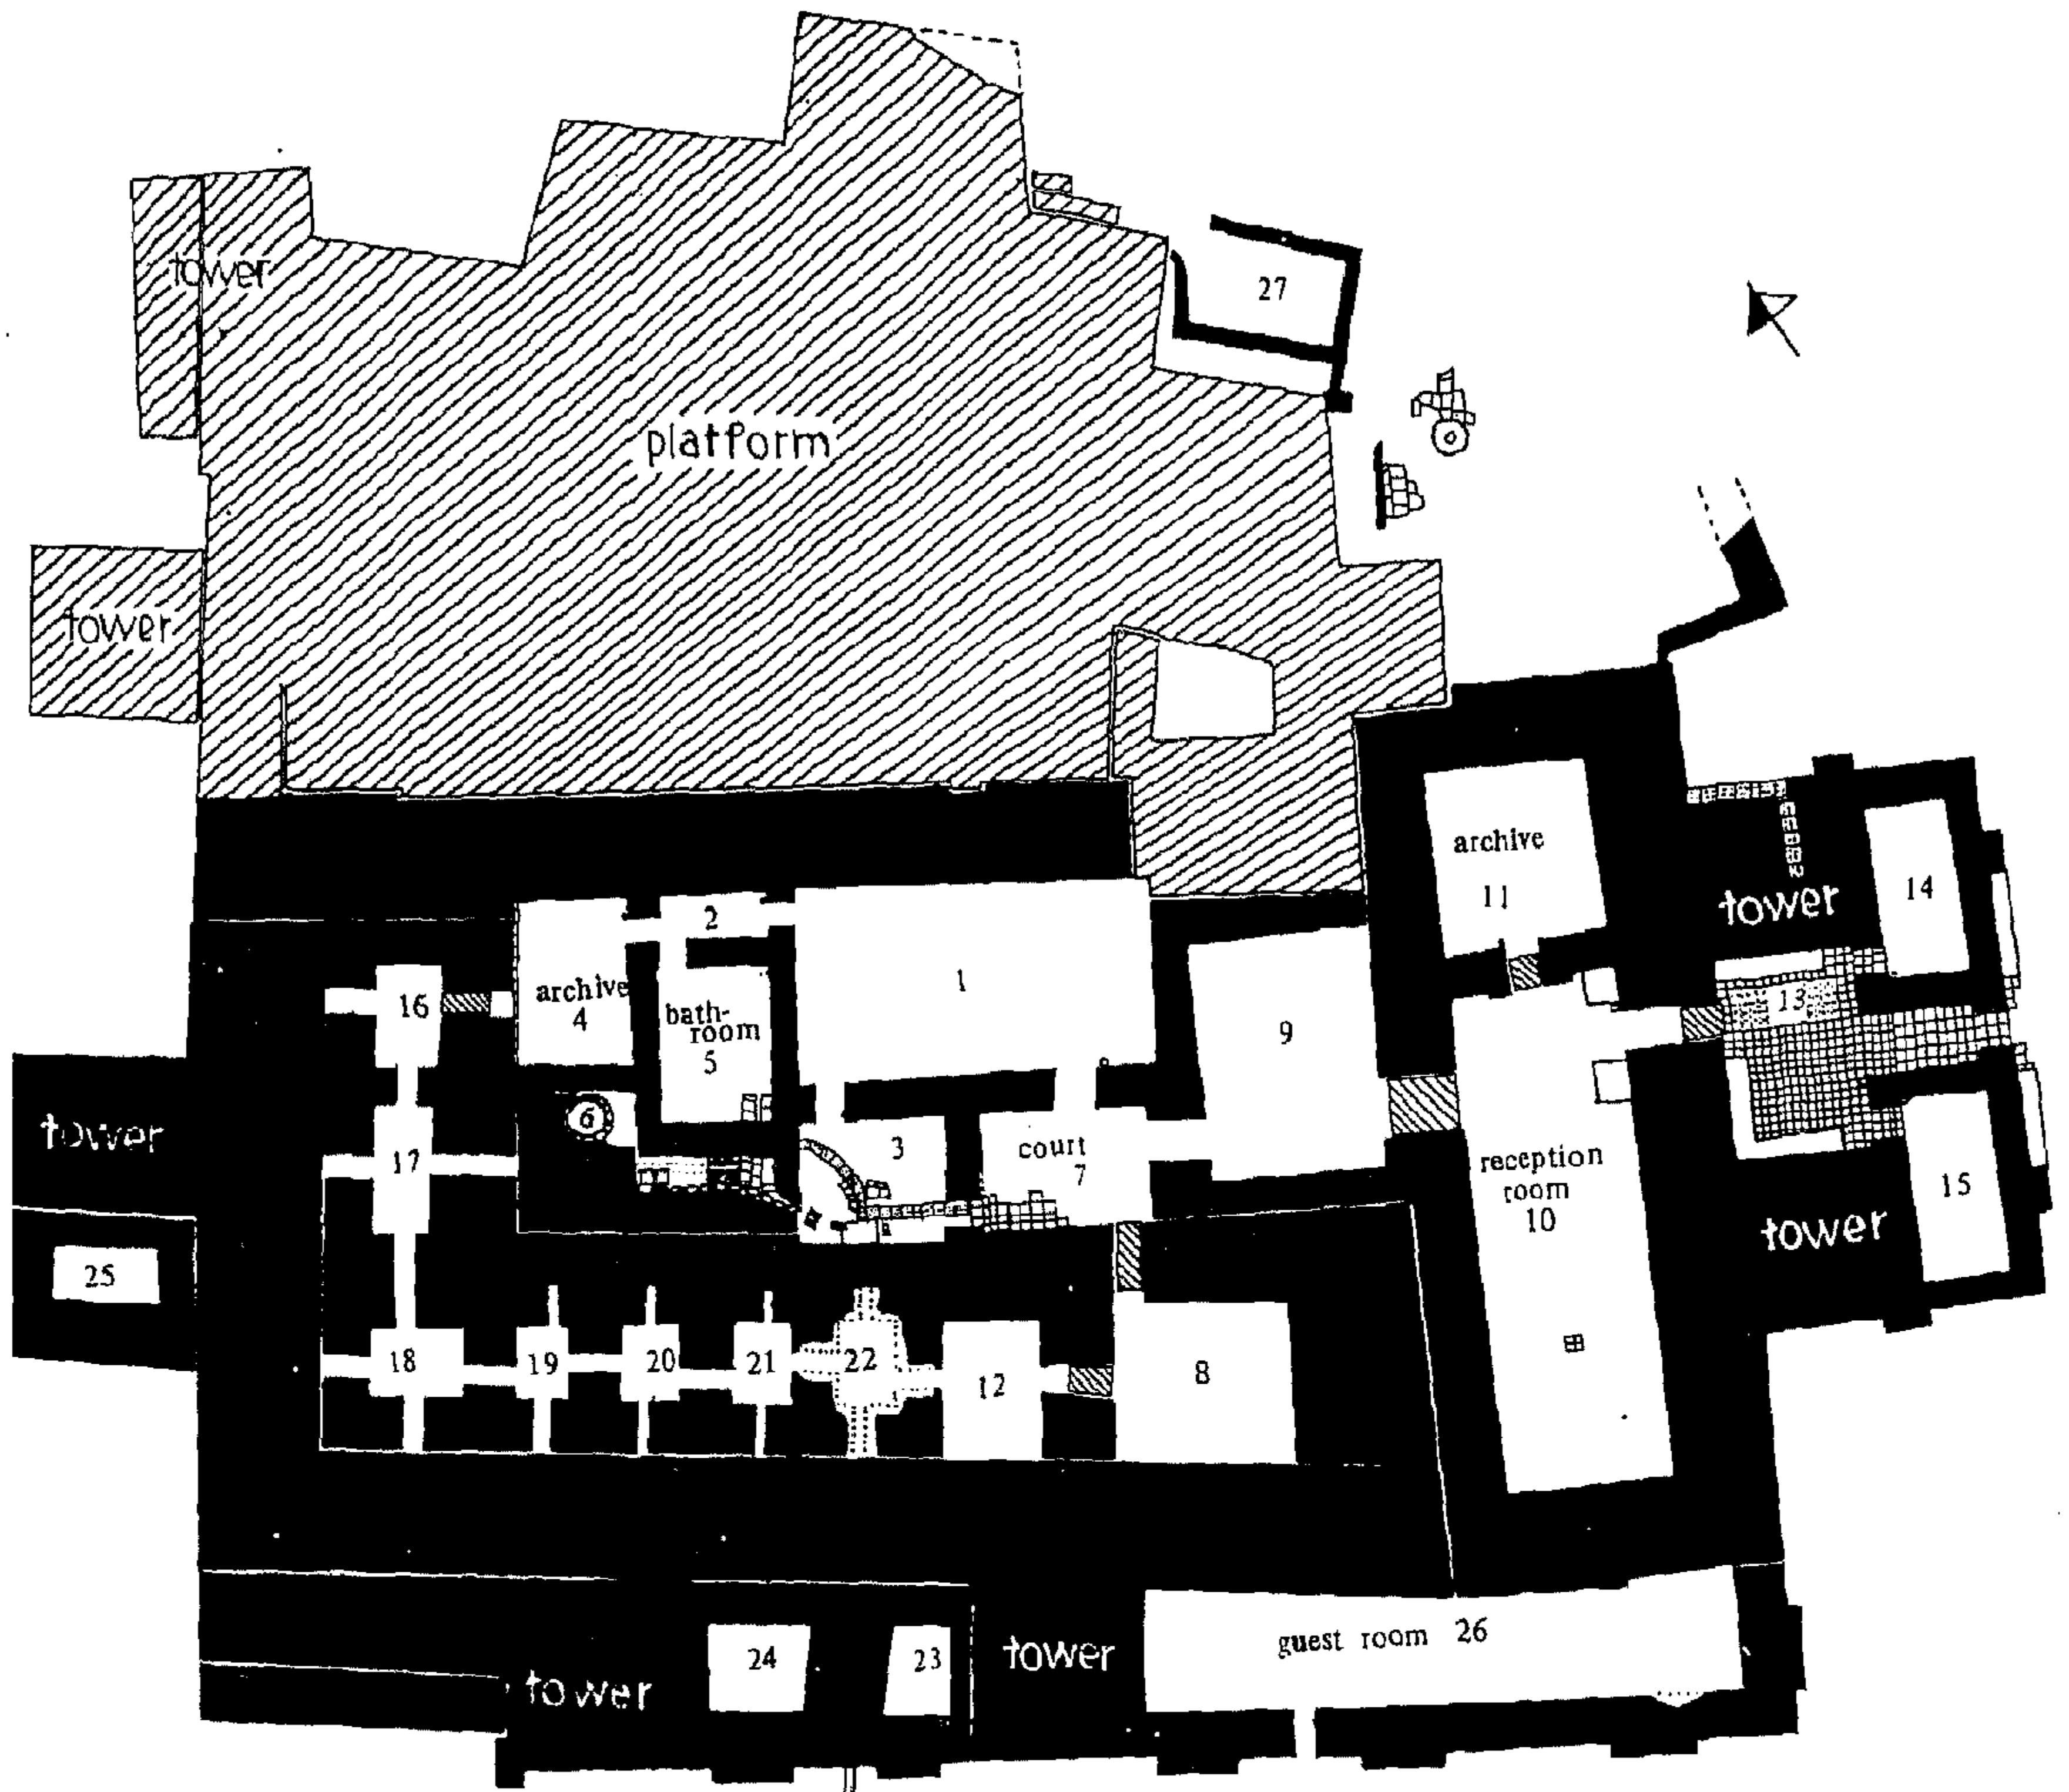 tower
27
platform
tower
archive
11
tower
14
2
1
16
archive
4
bath-
room
5
9
13
6
tower
17
3
court
7
reception
room
10
15
tower
25
18
19
20
21
22
12
8
guest room 26
24
23
tower
tower